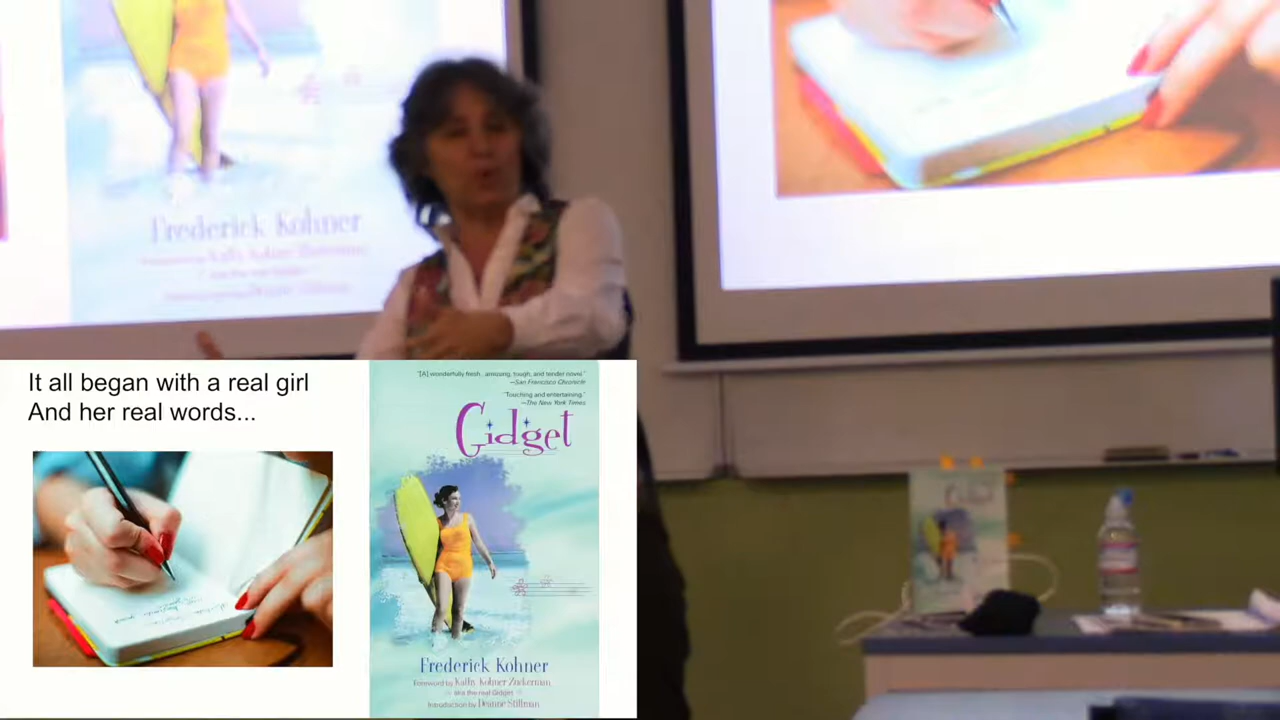 Frederick Kohner
It all began with a real girl
And her real words...
"[A] wonderfully fresh...amazing, tough, and tender novel."
—San Francisco Chronicle
"Touching and entertaining."
—The New York Times
Gidget
Frederick Kohner
Foreword by Kathy Kohner Zuckerman
aka the real Gidget
Introduction by Deanne Stillman